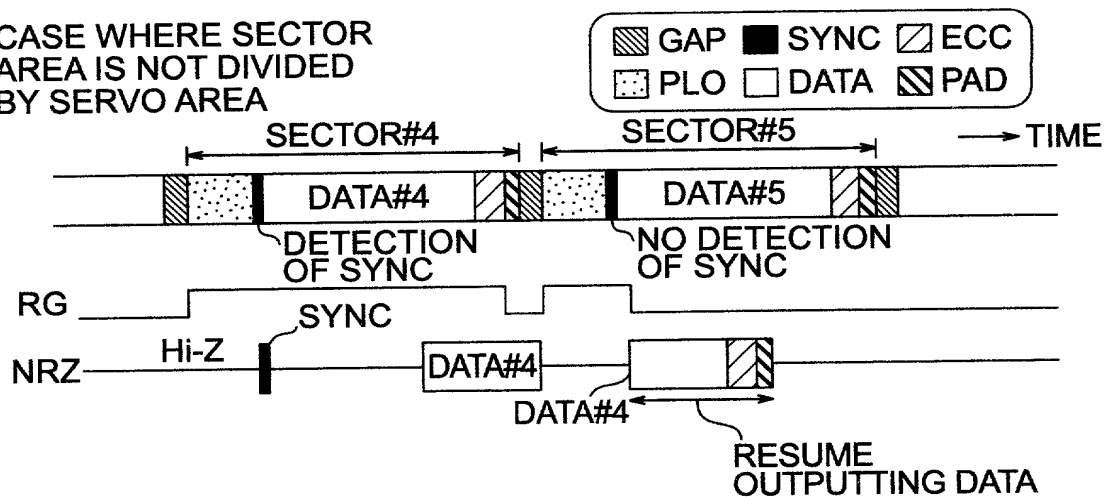 CASE WHERE SECTOR
AREA IS NOT DIVIDED
BY SERVO AREA
GAP SYNC ECC
PLO DATA PAD
SECTOR#4 SECTOR#5 TIME
DATA#4 DATA#5
DETECTION
OF SYNC
NO DETECTION
OF SYNC
RG
SYNC
Hi-Z
NRZ DATA#4
DATA#4
RESUME
OUTPUTTING DATA